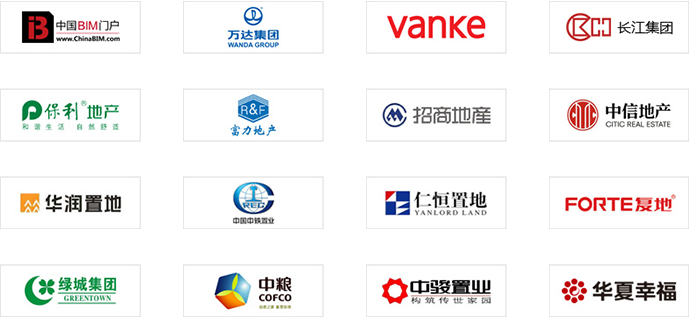 中国BIM门户
www.ChinaBIM.com
万达集团
WANDA GROUP
vanke
长江集团
保利®地产
和谐生活 自然舒适
R&F
富力地产
招商地產
中信地产
CITIC REAL ESTATE
华润置地
CREC
中国中铁置业
仁恒置地
YANLORD LAND
FORTE复地®
绿城集团
GREENTOWN
中粮
COFCO
中骏置业
构筑传世家园
华夏幸福